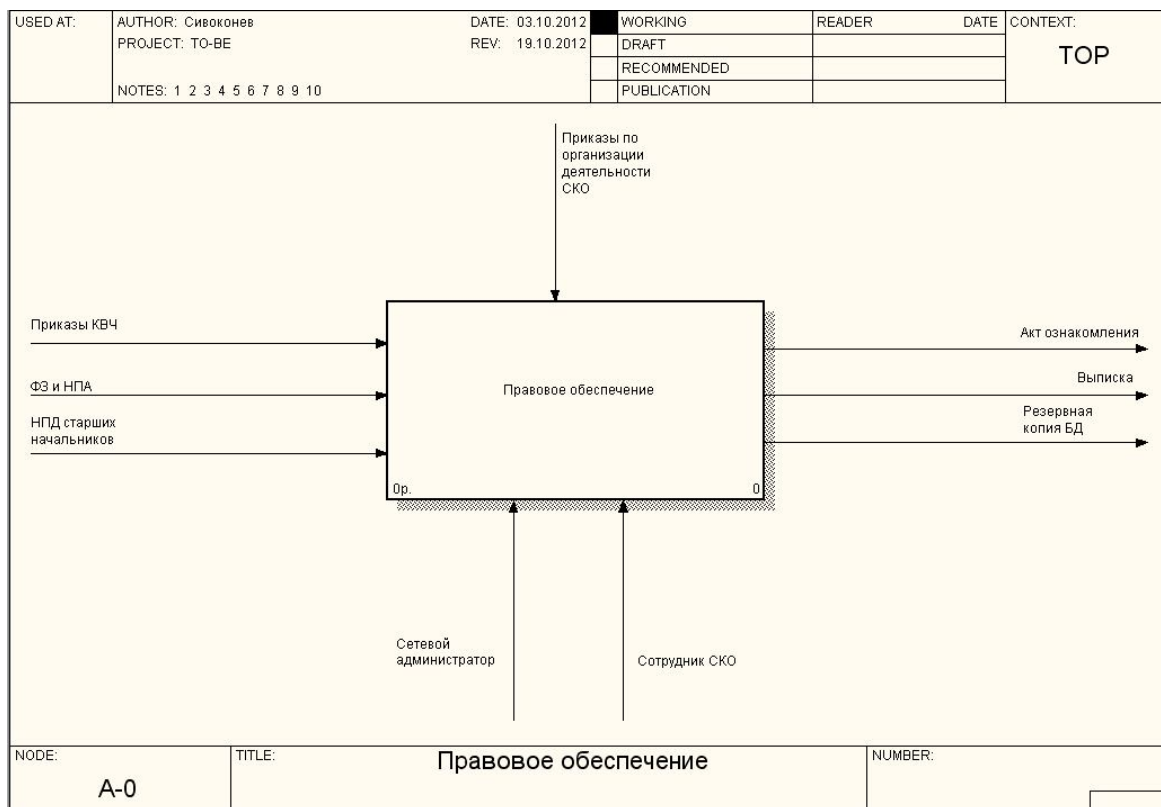 USED AT:
AUTHOR: Сивоконев
DATE: 03.10.2012
WORKING
READER
DATE
CONTEXT:
PROJECT: TO-BE
REV: 19.10.2012
DRAFT
TOP
RECOMMENDED
NOTES: 1 2 3 4 5 6 7 8 9 10
PUBLICATION
Приказы по
организации
деятельности
СКО
Приказы КВЧ
ФЗ и НПА
НПД старших
начальников
Правовое обеспечение
0р.
0
Акт ознакомления
Выписка
Резервная
копия БД
Сетевой
администратор
Сотрудник СКО
NODE:
A-0
TITLE:
Правовое обеспечение
NUMBER: